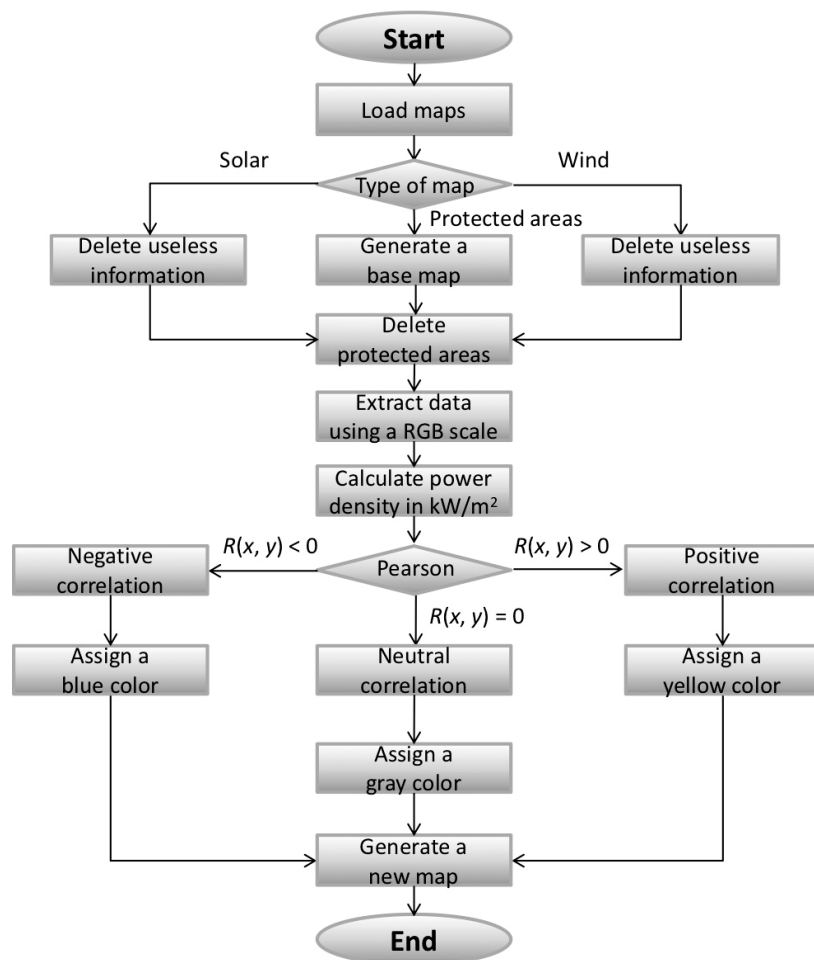 Start
Load maps
Solar
Type of map
Wind
Protected areas
Delete useless
information
Generate a
base map
Delete useless
information
Delete
protected areas
Extract data
using a RGB scale
Calculate power
density in kW/m²
Negative
correlation
R(x, y) < 0
Pearson
R(x, y) > 0
Positive
correlation
R(x, y) = 0
Assign a
blue color
Neutral
correlation
Assign a
yellow color
Assign a
gray color
Generate a
new map
End